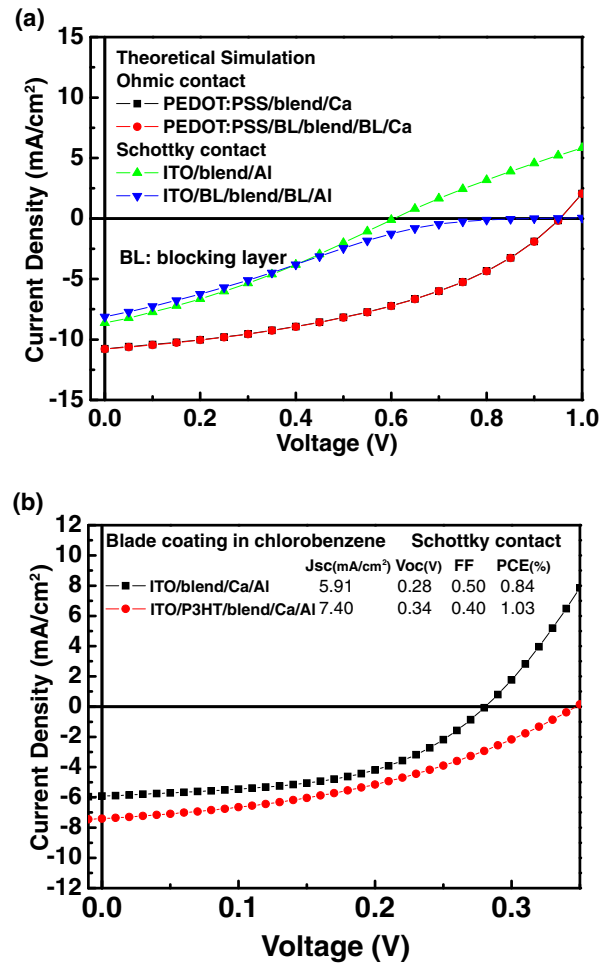 (a)
15
10
5
0
-5
-10
-15
Current Density (mA/cm²)
Theoretical Simulation
Ohmic contact
PEDOT:PSS/blend/Ca
PEDOT:PSS/BL/blend/BL/Ca
Schottky contact
ITO/blend/Al
ITO/BL/blend/BL/Al
BL: blocking layer
0.0 0.2 0.4 0.6 0.8 1.0
Voltage (V)
(b)
12
10
8
6
4
2
0
-2
-4
-6
-8
-10
-12
Current Density (mA/cm²)
Blade coating in chlorobenzene Schottky contact
Jsc(mA/cm²) Voc(V) FF PCE(%)
ITO/blend/Ca/Al 5.91 0.28 0.50 0.84
ITO/P3HT/blend/Ca/Al 7.40 0.34 0.40 1.03
0.0 0.1 0.2 0.3
Voltage (V)